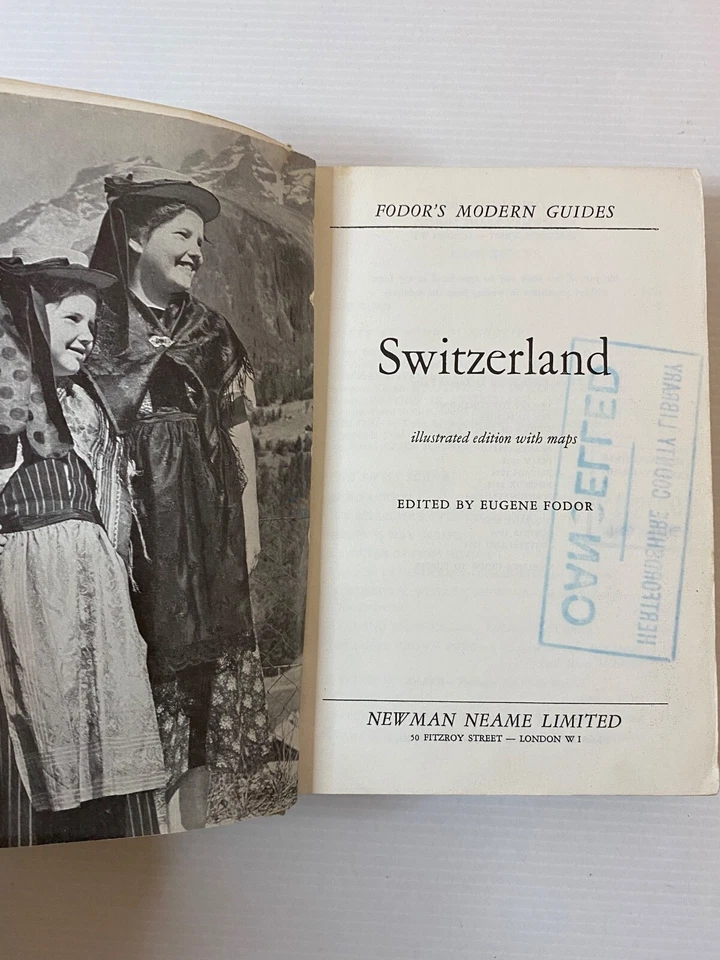 FODOR'S MODERN GUIDES
Switzerland
illustrated edition with maps
EDITED BY EUGENE FODOR
CANCELLED
HERTFORDSHIRE COUNTY LIBRARY
NEWMAN NEAME LIMITED
50 FITZROY STREET — LONDON W I